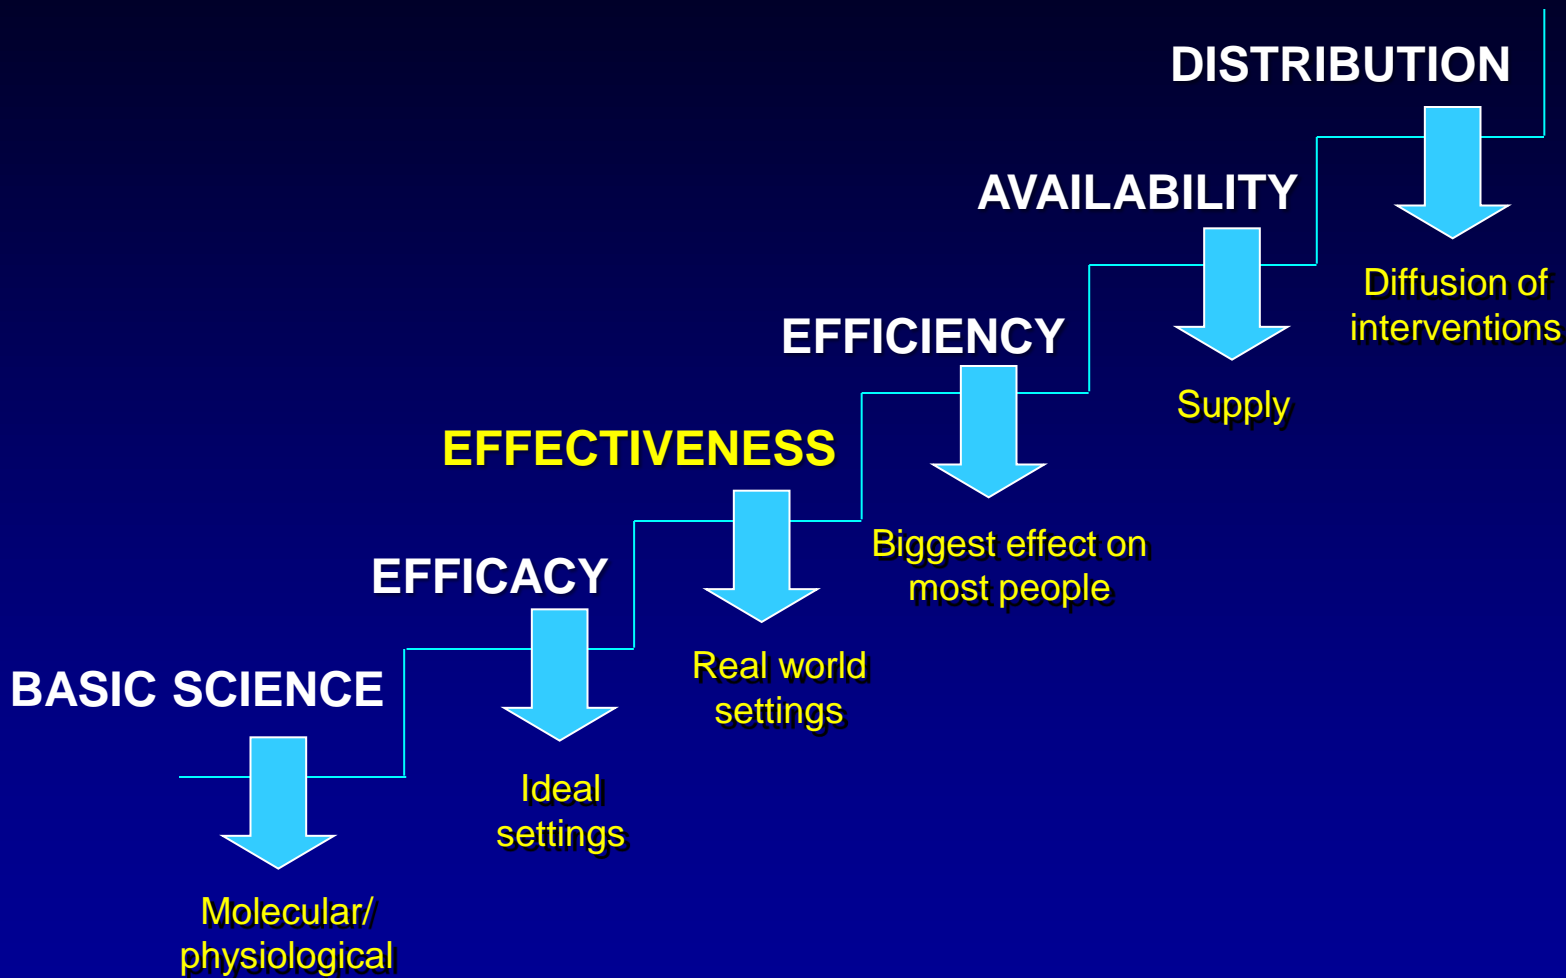 DISTRIBUTION
Diffusion of
interventions
AVAILABILITY
Supply
EFFICIENCY
Biggest effect on
most people
EFFECTIVENESS
Real world
settings
EFFICACY
Ideal
settings
BASIC SCIENCE
Molecular/
physiological